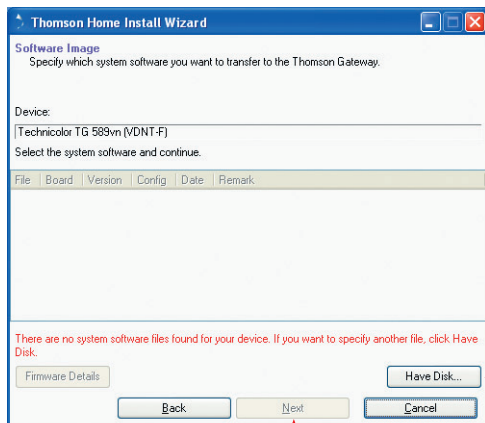 Thomson Home Install Wizard
Software Image
Specify which system software you want to transfer to the Thomson Gateway.
Device:
Technicolor TG 589vn (VDNT-F)
Select the system software and continue.
File Board Version Config Date Remark
There are no system software files found for your device. If you want to specify another file, click Have
Disk.
Firmware Details
Have Disk...
Back Next Cancel